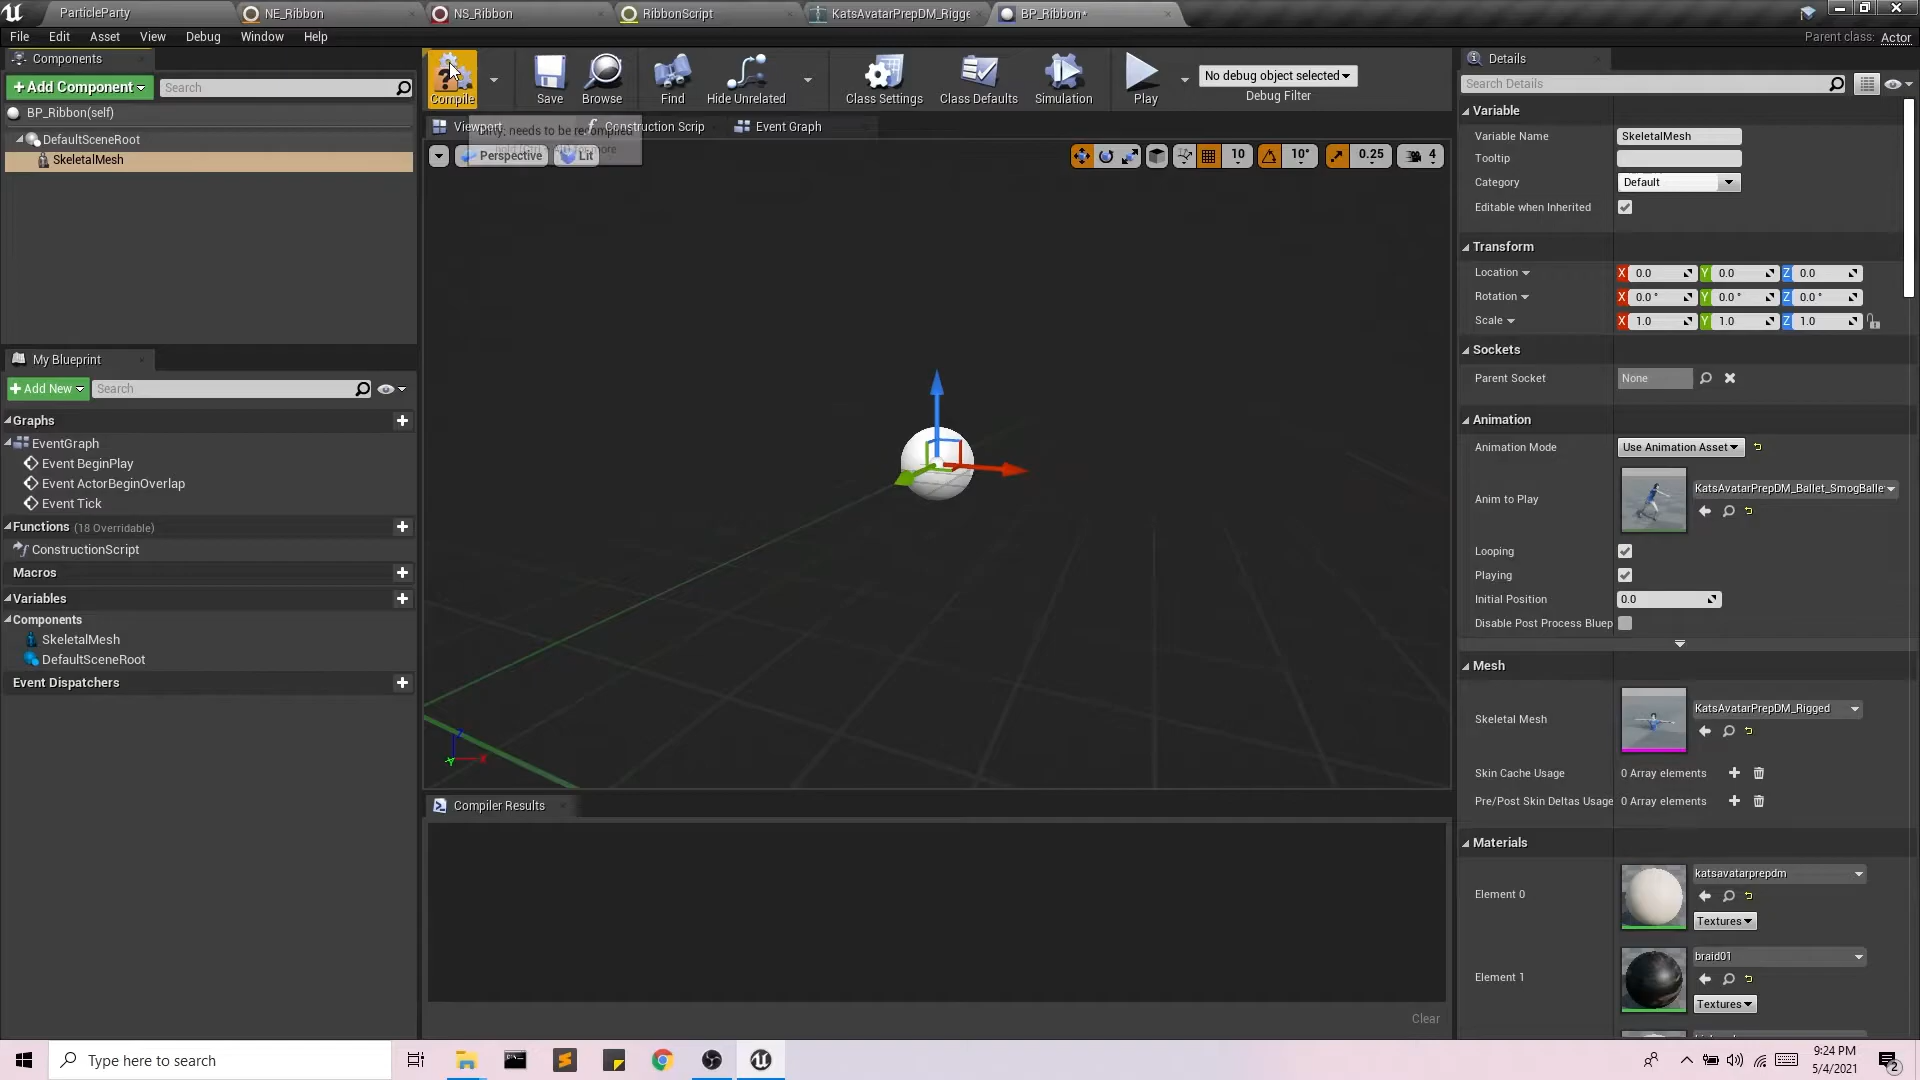 ParticleParty
NE_Ribbon
NS_Ribbon
RibbonScript
KatsAvatarPrepDM_Rigge
BP_Ribbon*
File Edit Asset View Debug Window Help
Parent class: Actor
Components
+Add Component
Search
BP_Ribbon(self)
DefaultSceneRoot
SkeletalMesh
Compile
Save
Browse
Find
Hide Unrelated
Class Settings
Class Defaults
Simulation
Play
No debug object selected
Debug Filter
Viewport
Construction Scrip
Event Graph
Dirty; needs to be recompiled
hold (Ctrl + Alt) for more
Perspective
Lit
10
10°
0.25
4
My Blueprint
+Add New
Search
Graphs
EventGraph
Event BeginPlay
Event ActorBeginOverlap
Event Tick
Functions (18 Overridable)
ConstructionScript
Macros
Variables
Components
SkeletalMesh
DefaultSceneRoot
Event Dispatchers
Z
X
Y
Compiler Results
Clear
Details
Search Details
Variable
Variable Name SkeletalMesh
Tooltip
Category Default
Editable when Inherited
Transform
Location X 0.0 Y 0.0 Z 0.0
Rotation X 0.0 ° Y 0.0 ° Z 0.0 °
Scale X 1.0 Y 1.0 Z 1.0
Sockets
Parent Socket None
Animation
Animation Mode Use Animation Asset
Anim to Play KatsAvatarPrepDM_Ballet_SmogBalle
Looping
Playing
Initial Position 0.0
Disable Post Process Bluep
Mesh
Skeletal Mesh KatsAvatarPrepDM_Rigged
Skin Cache Usage 0 Array elements
Pre/Post Skin Deltas Usage 0 Array elements
Materials
Element 0 katsavatarprepdm
Textures
Element 1 braid01
Textures
Type here to search
9:24 PM
5/4/2021
2